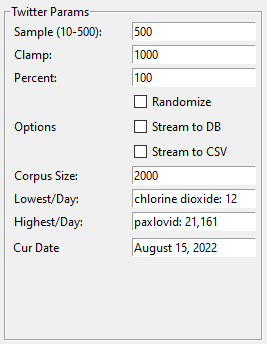 Twitter Params
Sample (10-500): 500
Clamp: 1000
Percent: 100
Randomize
Options Stream to DB
Stream to CSV
Corpus Size: 2000
Lowest/Day: chlorine dioxide: 12
Highest/Day: paxlovid: 21,161
Cur Date August 15, 2022